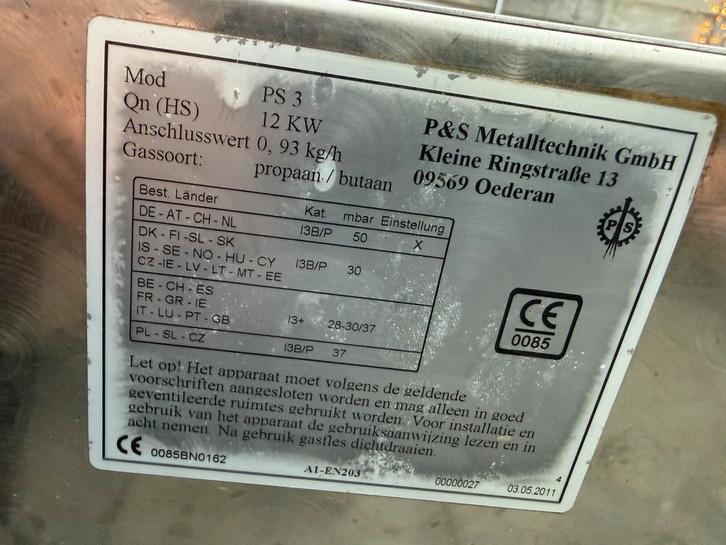 Mod PS 3
Qn (HS) 12 KW
Anschlusswert 0, 93 kg/h
Gassoort: propaan / butaan
P&S Metalltechnik GmbH
Kleine Ringstraße 13
09569 Oederan
P S
Best. Länder Kat. mbar Einstellung
DE - AT - CH - NL I3B/P 50 X
DK - FI - SL - SK
IS - SE - NO - HU - CY I3B/P 30
CZ -IE - LV - LT - MT - EE
BE - CH - ES
FR - GR - IE
IT - LU - PT - GB I3+ 28-30/37
PL - SL - CZ I3B/P 37
CE
0085
Let op! Het apparaat moet volgens de geldende
voorschriften aangesloten worden en mag alleen in goed
geventileerde ruimtes gebruikt worden. Voor installatie en
gebruik van het apparaat de gebruiksaanwijzing lezen en in
acht nemen. Na gebruik gasfles dichtdraaien.
CE 0085BN0162 A1-EN203 00000027 4
03.05.2011